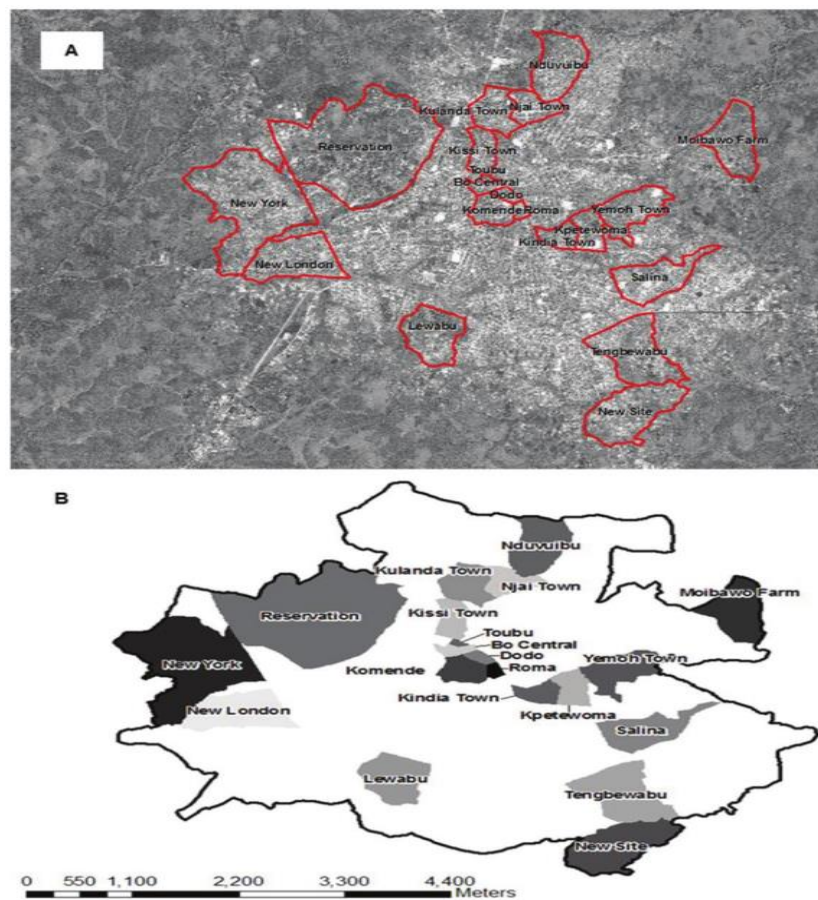 A
Nduvuibu
Kulanda Town
Njai Town
Moibawo Farm
Reservation
Kissi Town
Toubu
Bo Central
Dodo
New York
Komende
Roma
Yemoh Town
Kpetewoma
Kindia Town
New London
Salina
Lewabu
Tengbewabu
New Site
B
Nduvuibu
Kulanda Town
Njai Town
Moibawo Farm
Reservation
Kissi Town
Toubu
Bo Central
Dodo
Yemoh Town
New York
Komende
Roma
Kindia Town
Kpetewoma
New London
Salina
Lewabu
Tengbewabu
New Site
0 550 1,100 2,200 3,300 4,400
Meters